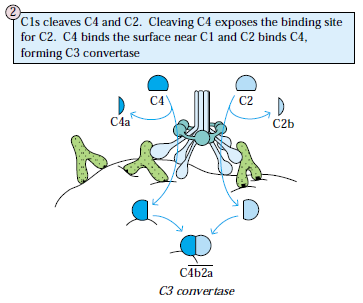 2
C1s cleaves C4 and C2. Cleaving C4 exposes the binding site
for C2. C4 binds the surface near C1 and C2 binds C4,
forming C3 convertase
C4 C2
C4a C2b
C4b2a
C3 convertase